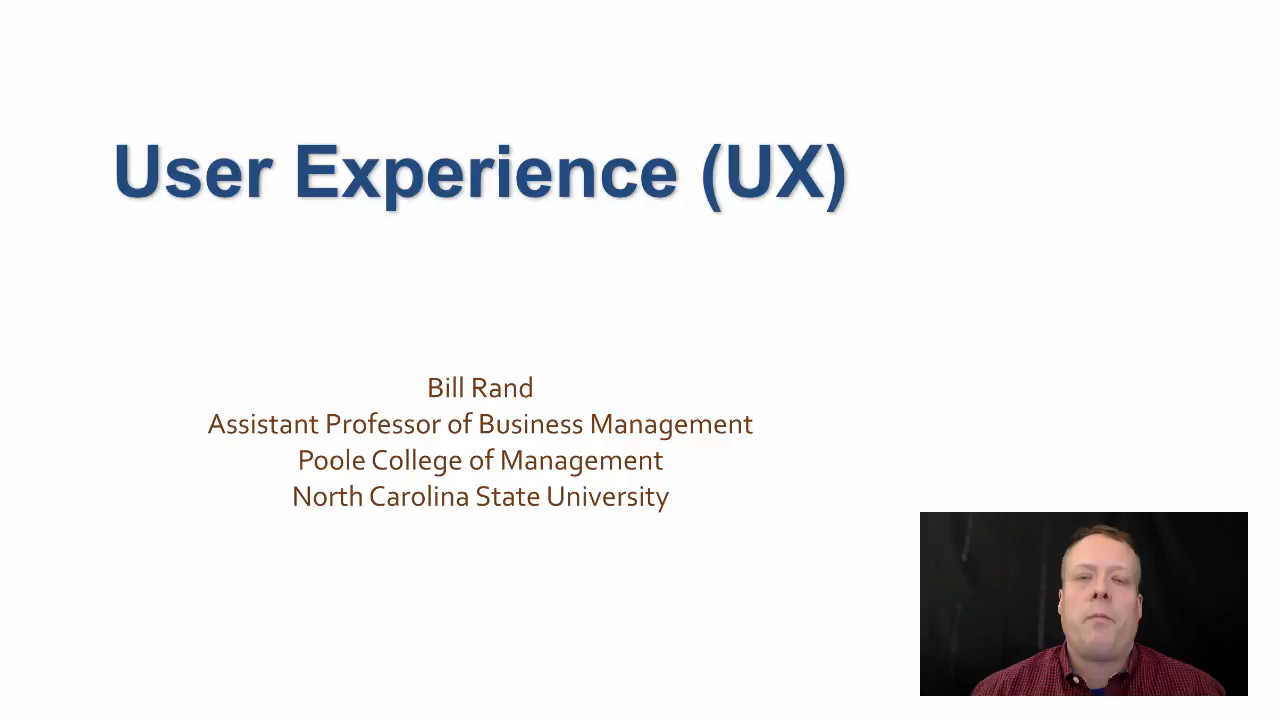 User Experience (UX)
Bill Rand
Assistant Professor of Business Management
Poole College of Management
North Carolina State University